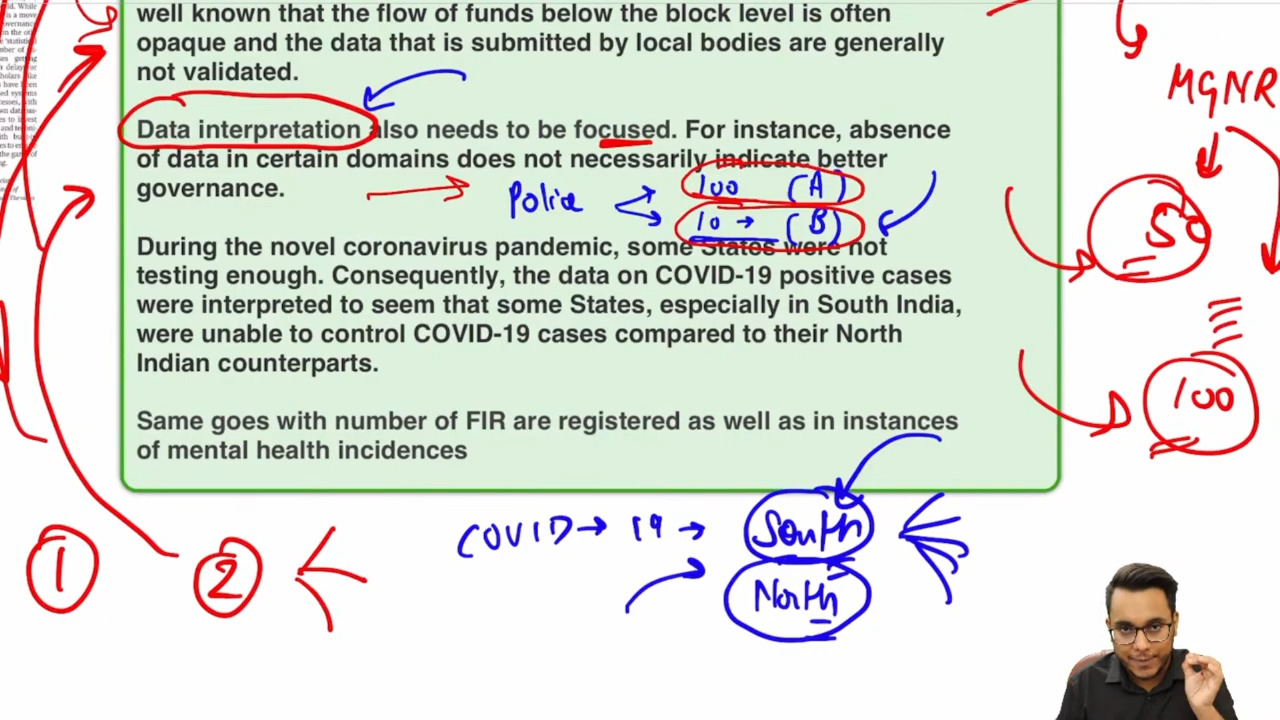 well known that the flow of funds below the block level is often
opaque and the data that is submitted by local bodies are generally
not validated.
Data interpretation also needs to be focused. For instance, absence
of data in certain domains does not necessarily indicate better
governance.
Police
100 (A)
10 → (B)
During the novel coronavirus pandemic, some States were not
testing enough. Consequently, the data on COVID-19 positive cases
were interpreted to seem that some States, especially in South India,
were unable to control COVID-19 cases compared to their North
Indian counterparts.
Same goes with number of FIR are registered as well as in instances
of mental health incidences
MGNR
50
100
1
2
COVID → 19 → South
North